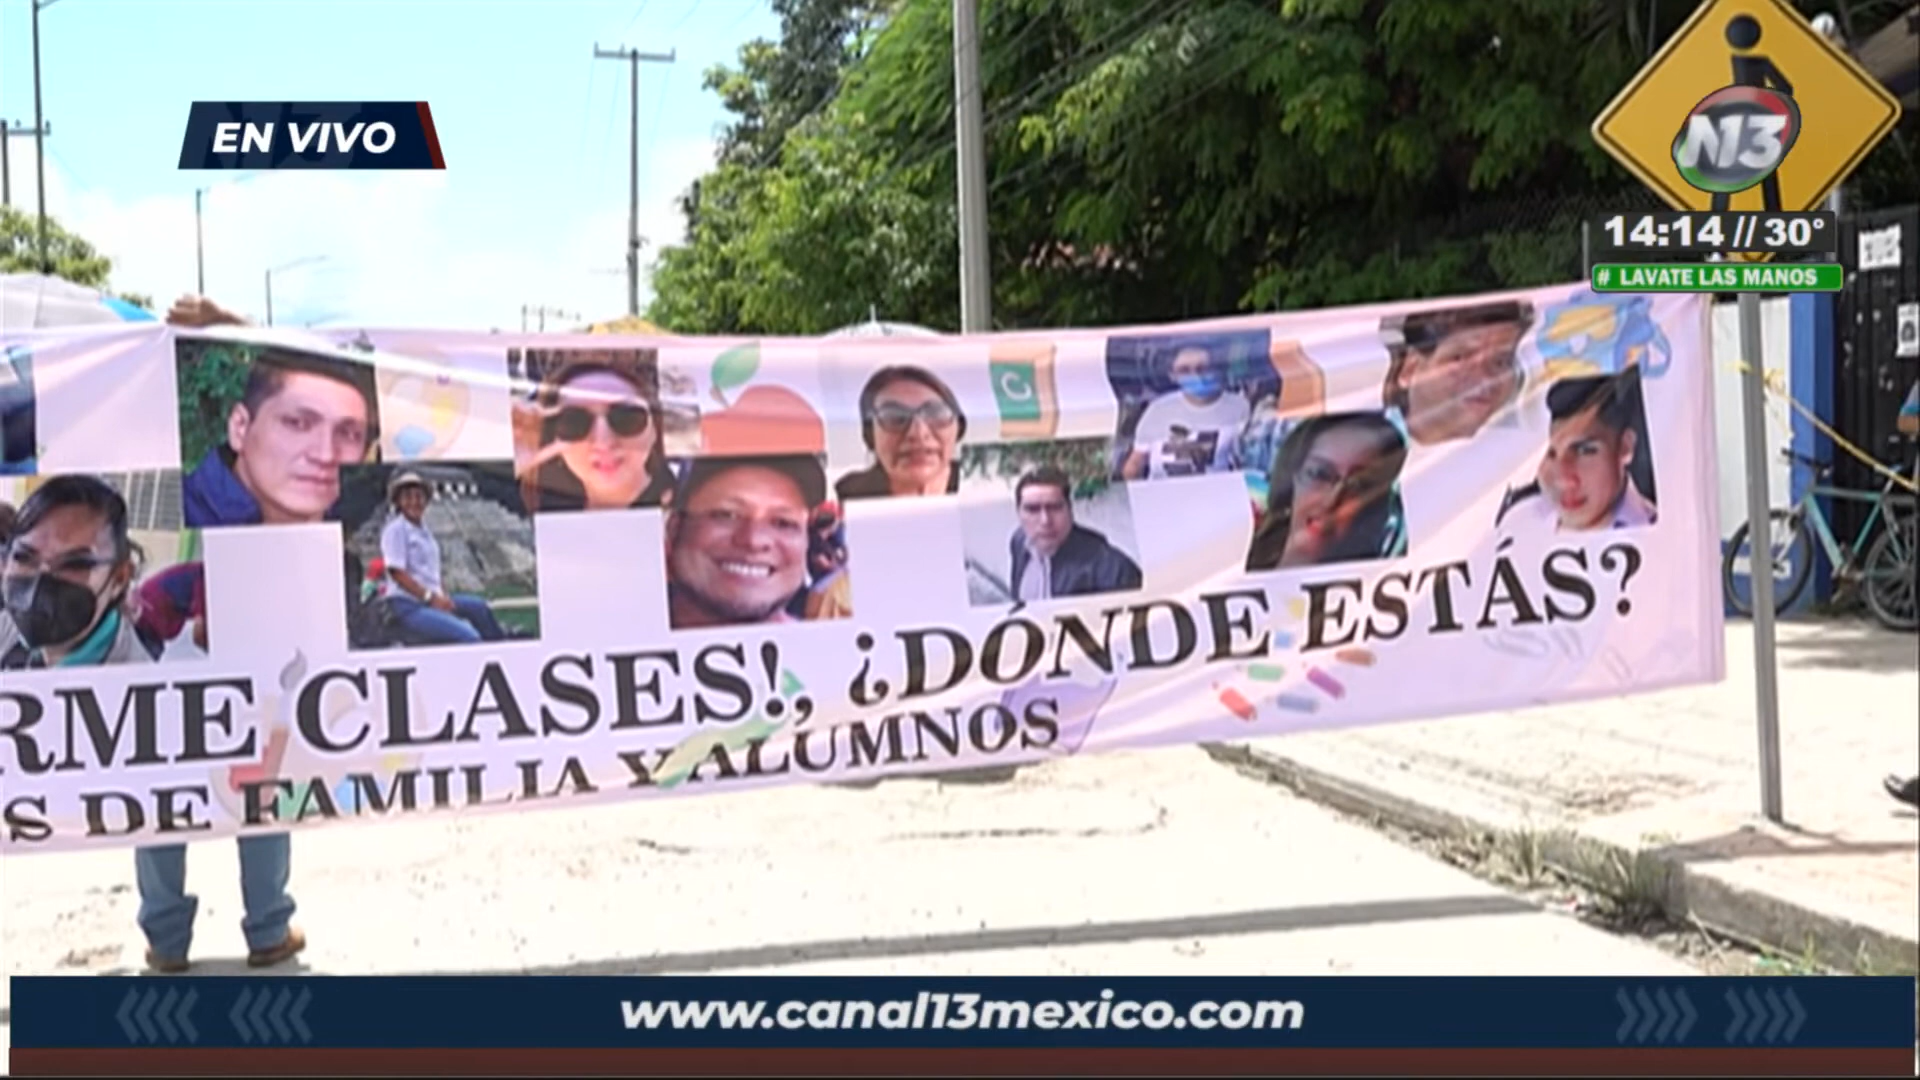 EN VIVO
N13
14:14 // 30°
# LAVATE LAS MANOS
RME CLASES!, ¿DÓNDE ESTÁS?
S DE FAMILIA Y ALUMNOS
www.canal13mexico.com